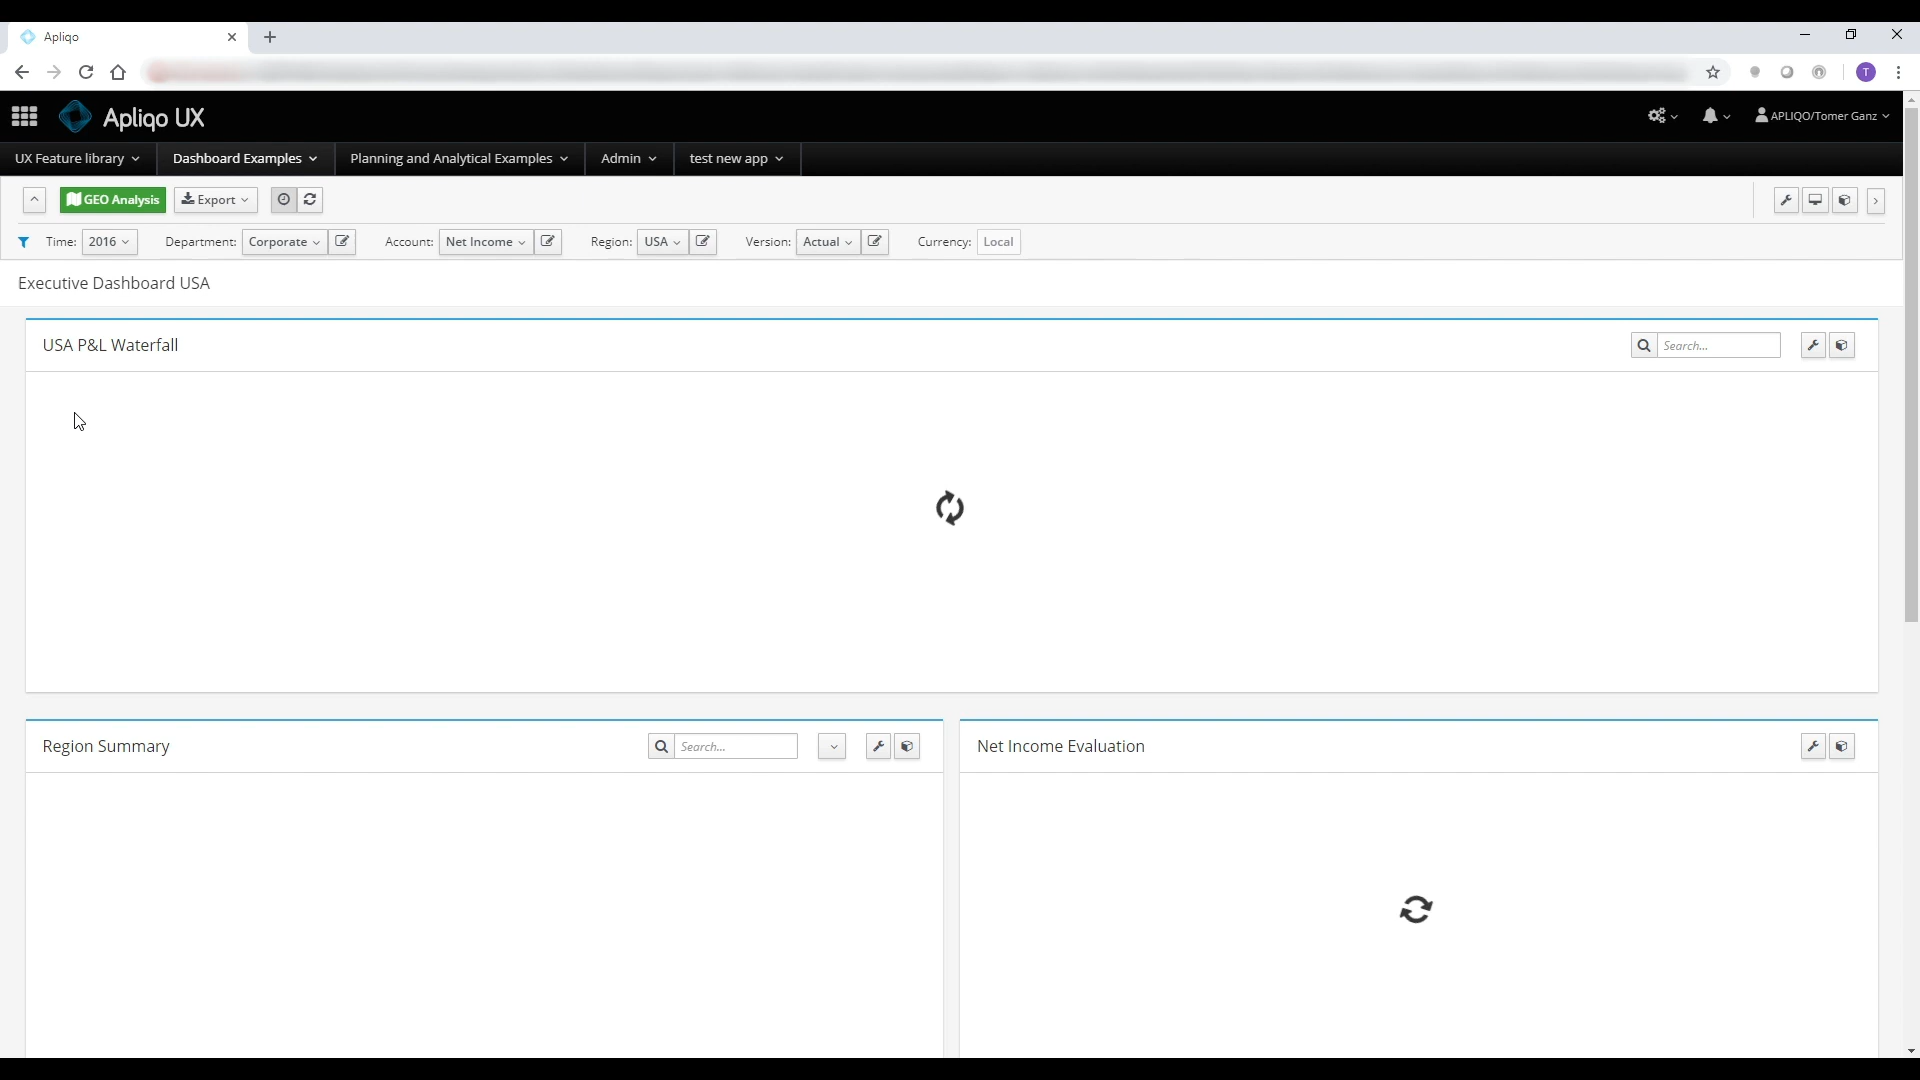 Apliqo
T
Apliqo UX
APLIQO/Tomer Ganz
UX Feature library Dashboard Examples Planning and Analytical Examples Admin test new app
GEO Analysis Export
Time: 2016 Department: Corporate Account: Net Income Region: USA Version: Actual Currency: Local
Executive Dashboard USA
USA P&L Waterfall Search...
Region Summary Search...
Net Income Evaluation